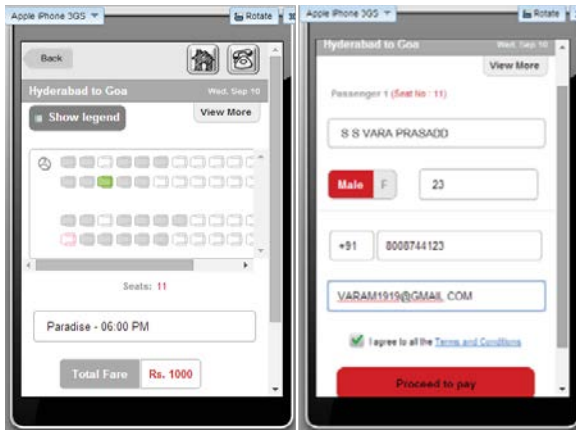 Apple iPhone 3GS
Rotate
Back
Hyderabad to Goa
Wed, Sep 10
Show legend
View More
Seats: 11
Paradise - 06:00 PM
Total Fare
Rs. 1000
Apple iPhone 3GS
Rotate
Hyderabad to Goa
Wed, Sep 10
View More
Passenger 1 (Seat No : 11)
S S VARA PRASADD
Male
F
23
+91
8008744123
VARAM1919@GMAIL.COM
I agree to all the Terms and Conditions
Proceed to pay